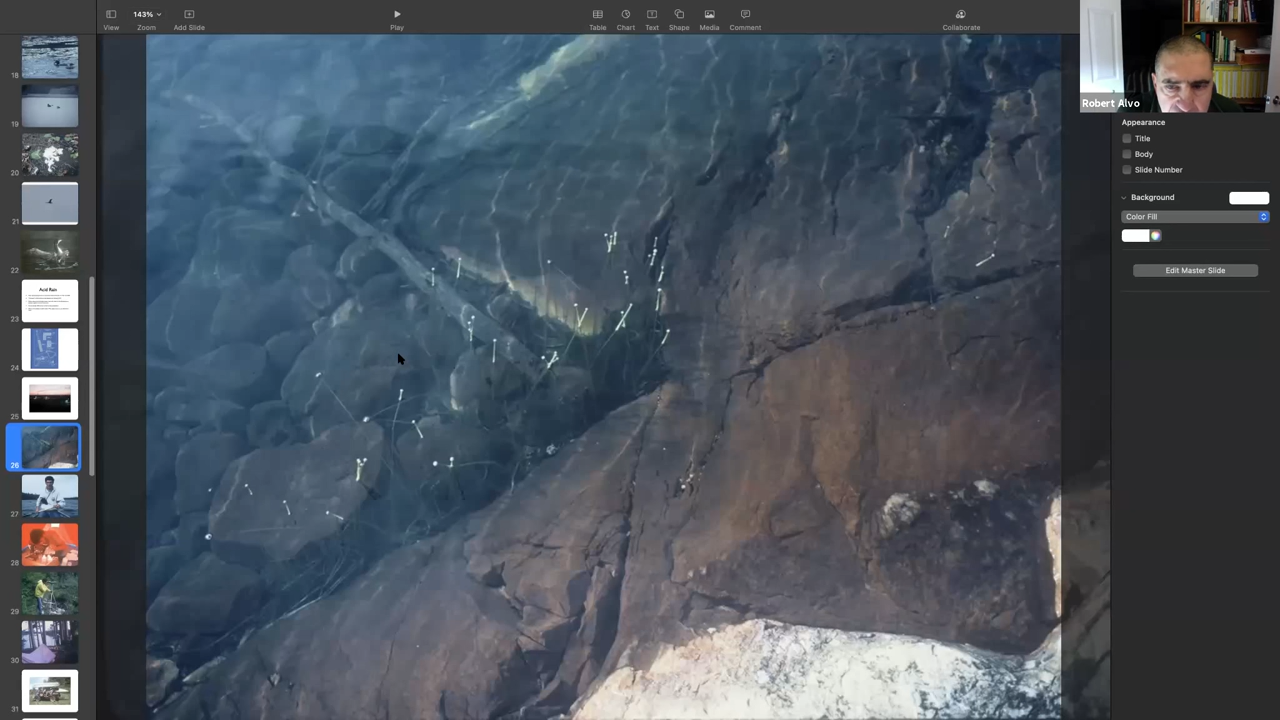 143%
View
Zoom
Add Slide
Play
Table
Chart
Text
Shape
Media
Comment
Collaborate
Robert Alvo
Appearance
Title
Body
Slide Number
Background
Color Fill
Edit Master Slide
18
19
20
21
22
Acid Rain
23
24
25
26
27
28
29
30
31